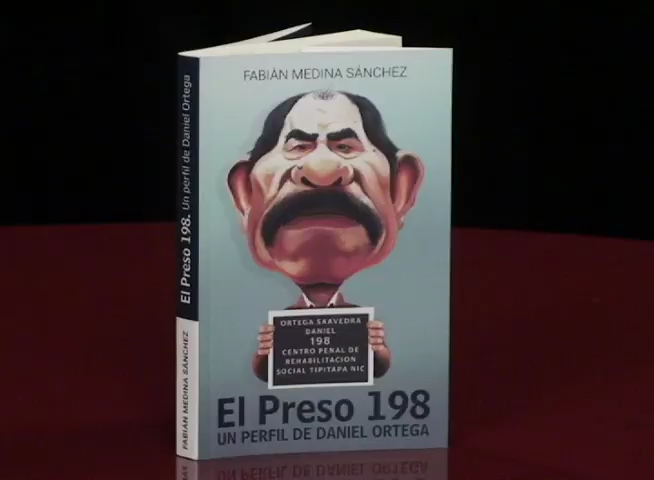 FABIÁN MEDINA SÁNCHEZ
ORTEGA SAAVEDRA
DANIEL
198
CENTRO PENAL DE
REHABILITACION
SOCIAL TIPITAPA NIC
El Preso 198
UN PERFIL DE DANIEL ORTEGA
El Preso 198. Un perfil de Daniel Ortega
FABIÁN MEDINA SÁNCHEZ